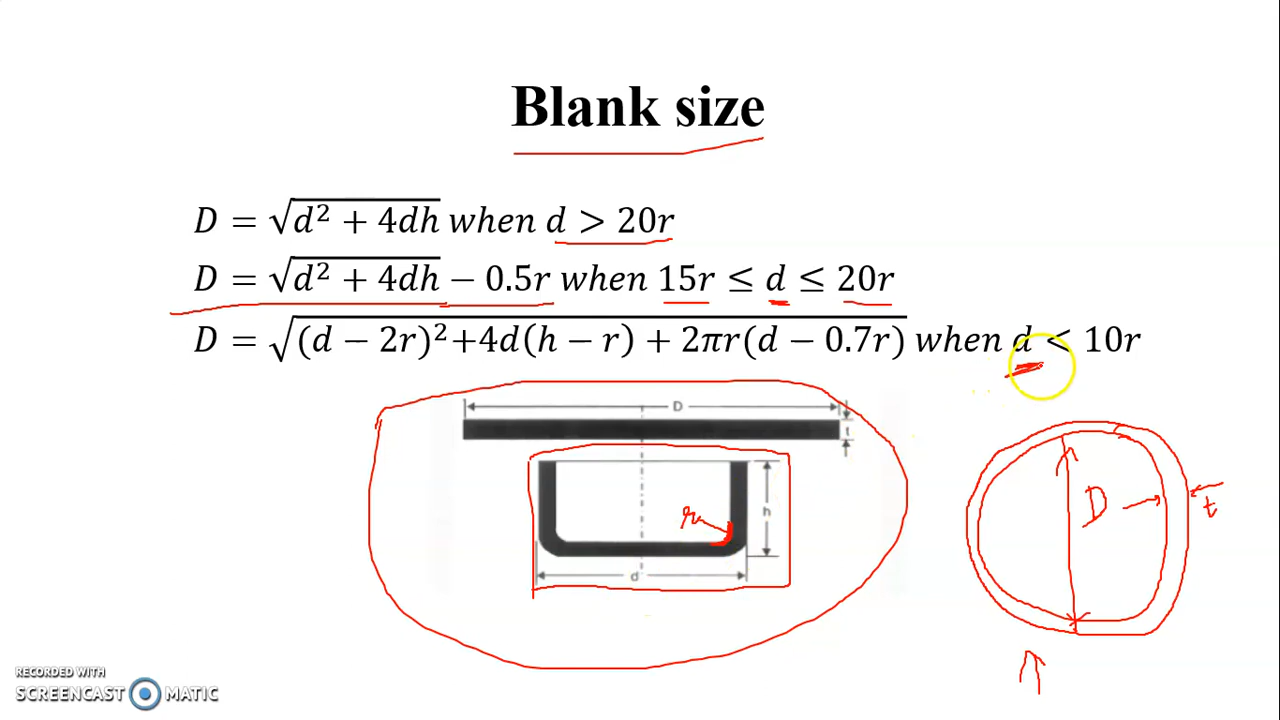 Blank size
D = √(d² + 4dh) when d > 20r
D = √(d² + 4dh) − 0.5r when 15r ≤ d ≤ 20r
D = √((d − 2r)²+4d(h − r) + 2πr(d − 0.7r)) when d < 10r
D
t
r
h
d
D
t
RECORDED WITH
SCREENCAST MATIC